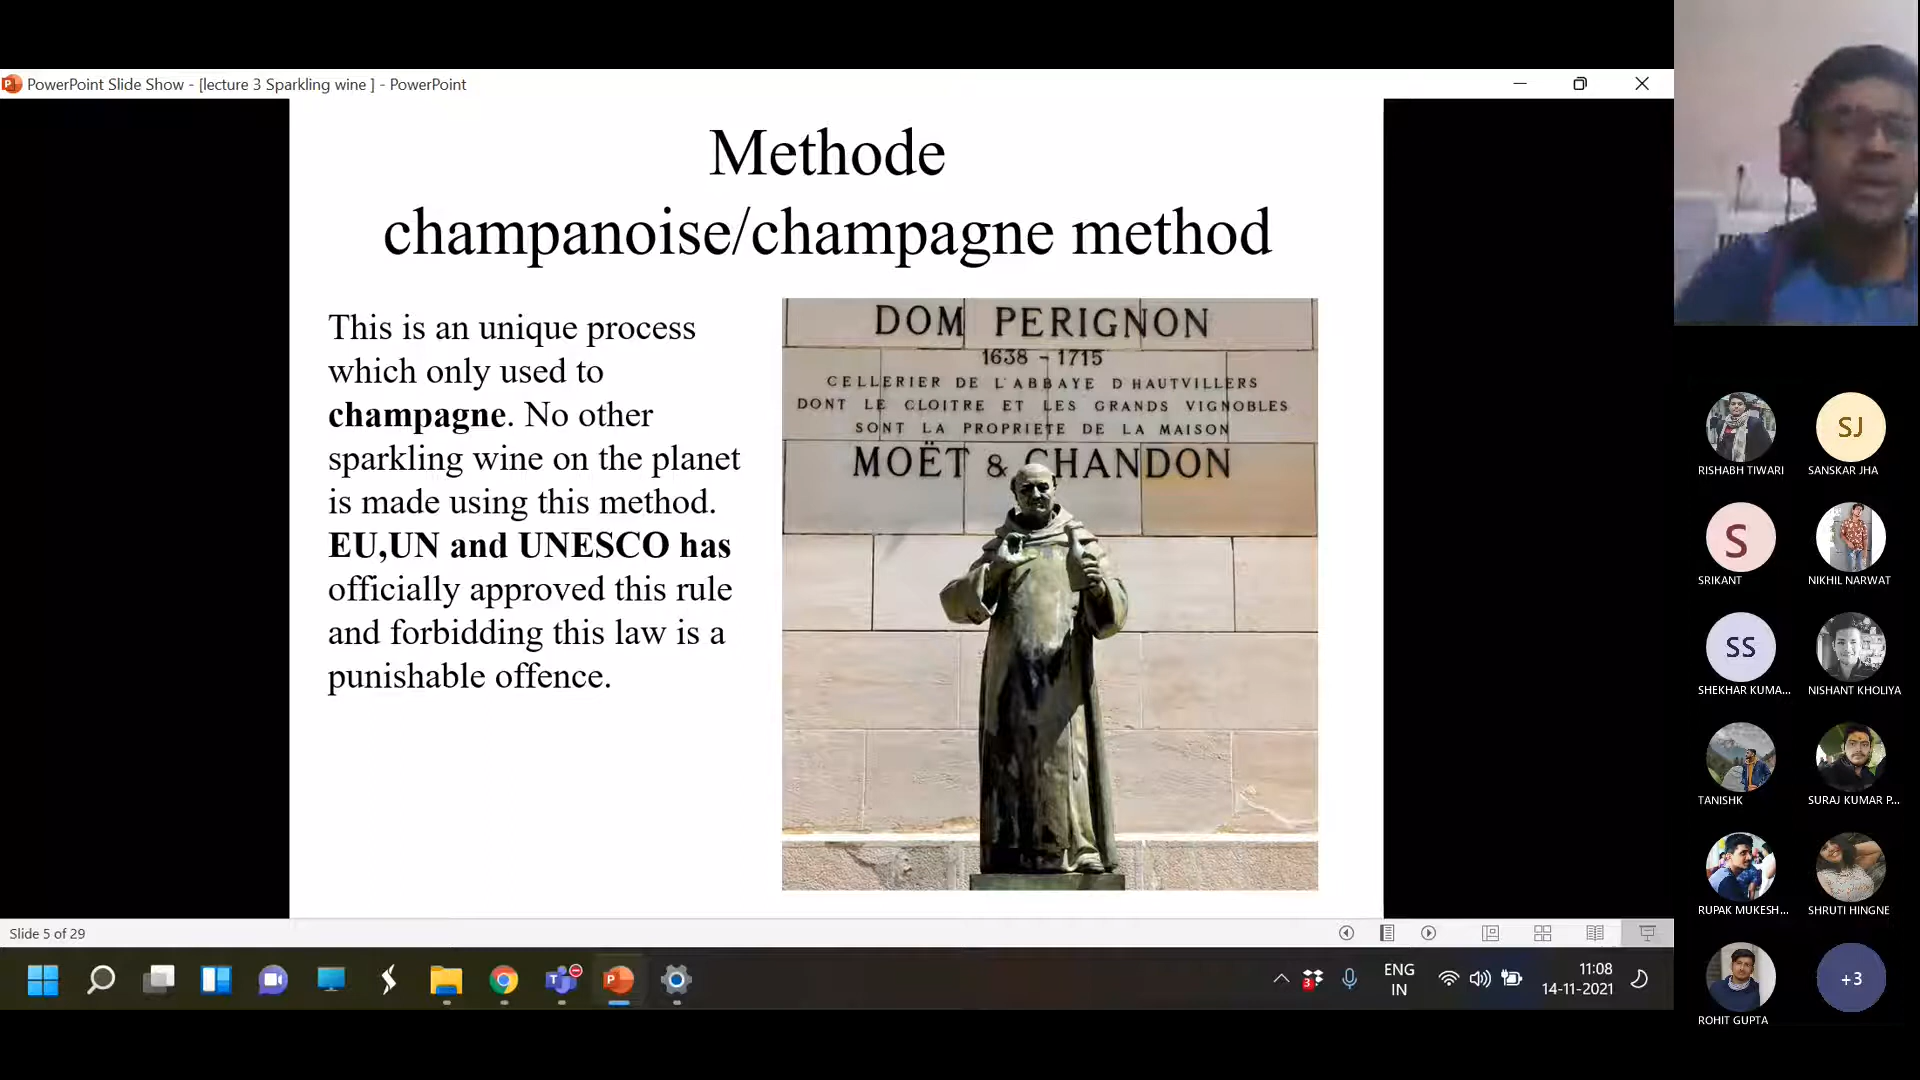 PowerPoint Slide Show - [lecture 3 Sparkling wine ] - PowerPoint
Methode
champanoise/champagne method
This is an unique process
which only used to
champagne. No other
sparkling wine on the planet
is made using this method.
EU,UN and UNESCO has
officially approved this rule
and forbidding this law is a
punishable offence.
DOM PERIGNON
1638 - 1715
CELLERIER DE L'ABBAYE D HAUTVILLERS
DONT LE CLOITRE ET LES GRANDS VIGNOBLES
SONT LA PROPRIETE DE LA MAISON
MOËT & CHANDON
RISHABH TIWARI
SJ
SANSKAR JHA
S
SRIKANT
NIKHIL NARWAT
SS
SHEKHAR KUMA...
NISHANT KHOLIYA
TANISHK
SURAJ KUMAR P...
RUPAK MUKESH...
SHRUTI HINGNE
ROHIT GUPTA
+3
Slide 5 of 29
3
ENG
IN
11:08
14-11-2021